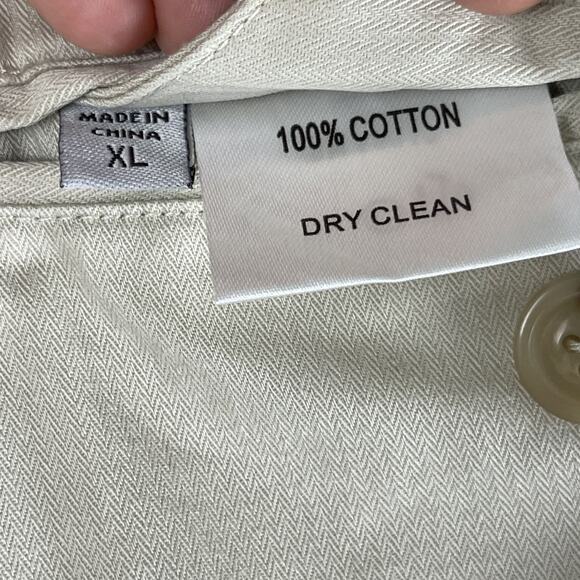 MADE IN
CHINA
XL
100% COTTON
DRY CLEAN